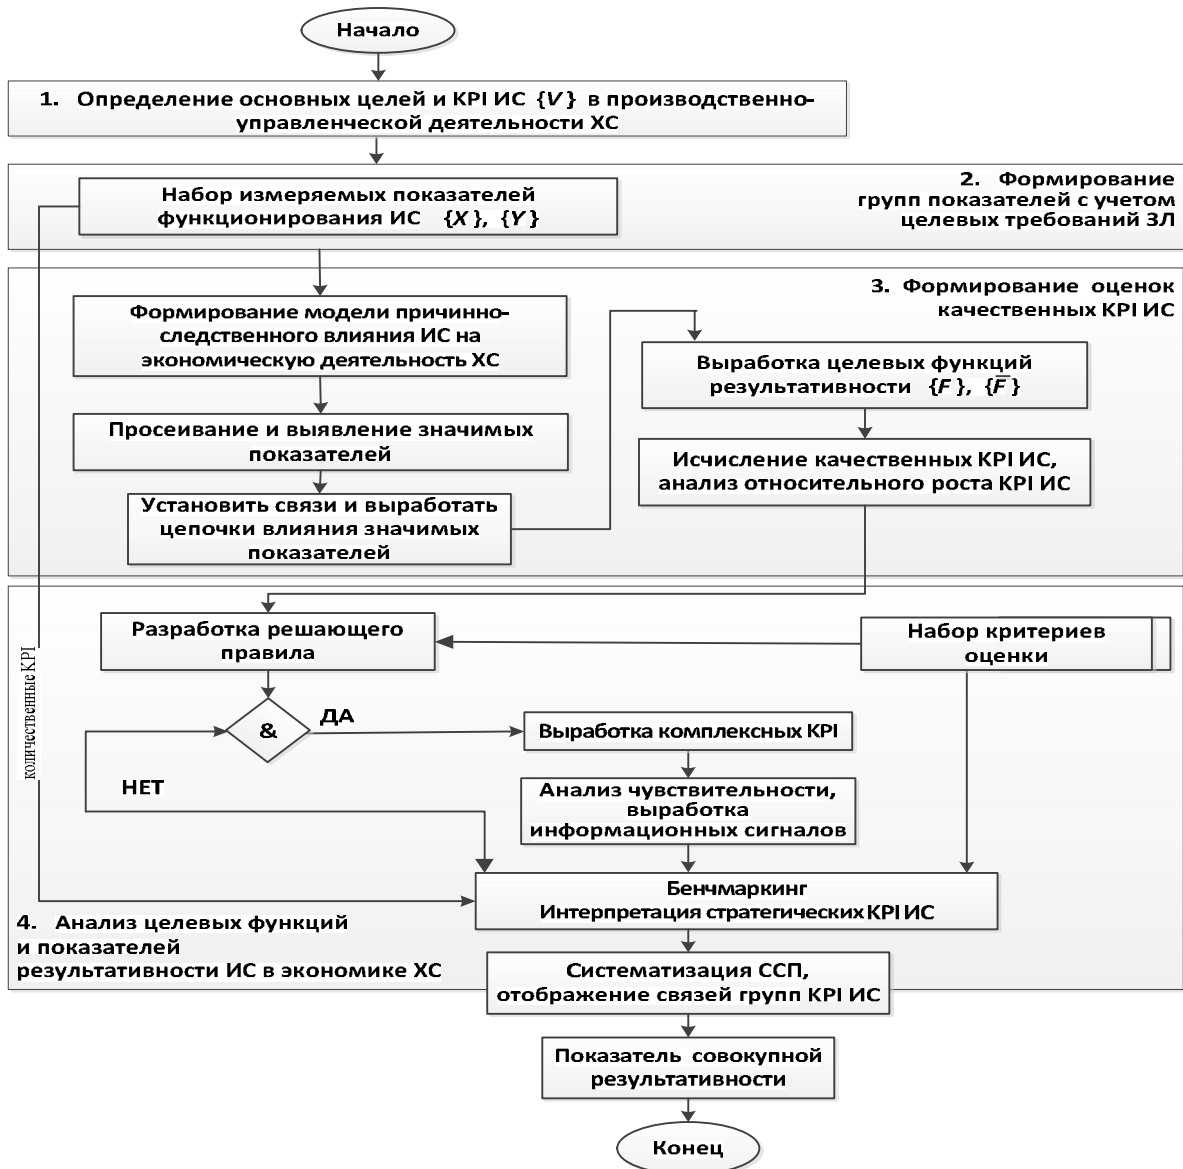 Начало
1. Определение основных целей и KPI ИС {V} в производственно-
управленческой деятельности ХС
Набор измеряемых показателей
функционирования ИС {X}, {Y}
2. Формирование
групп показателей с учетом
целевых требований ЗЛ
3. Формирование оценок
качественных KPI ИС
Формирование модели причинно-
следственного влияния ИС на
экономическую деятельность ХС
Просеивание и выявление значимых
показателей
Установить связи и выработать
цепочки влияния значимых
показателей
Выработка целевых функций
результативности {F}, {F̅}
Исчисление качественных KPI ИС,
анализ относительного роста KPI ИС
количественные KPI
Разработка решающего
правила
Набор критериев
оценки
&
ДА
НЕТ
Выработка комплексных KPI
Анализ чувствительности,
выработка
информационных сигналов
Бенчмаркинг
Интерпретация стратегических KPI ИС
4. Анализ целевых функций
и показателей
результативности ИС в экономике ХС
Систематизация ССП,
отображение связей групп KPI ИС
Показатель совокупной
результативности
Конец